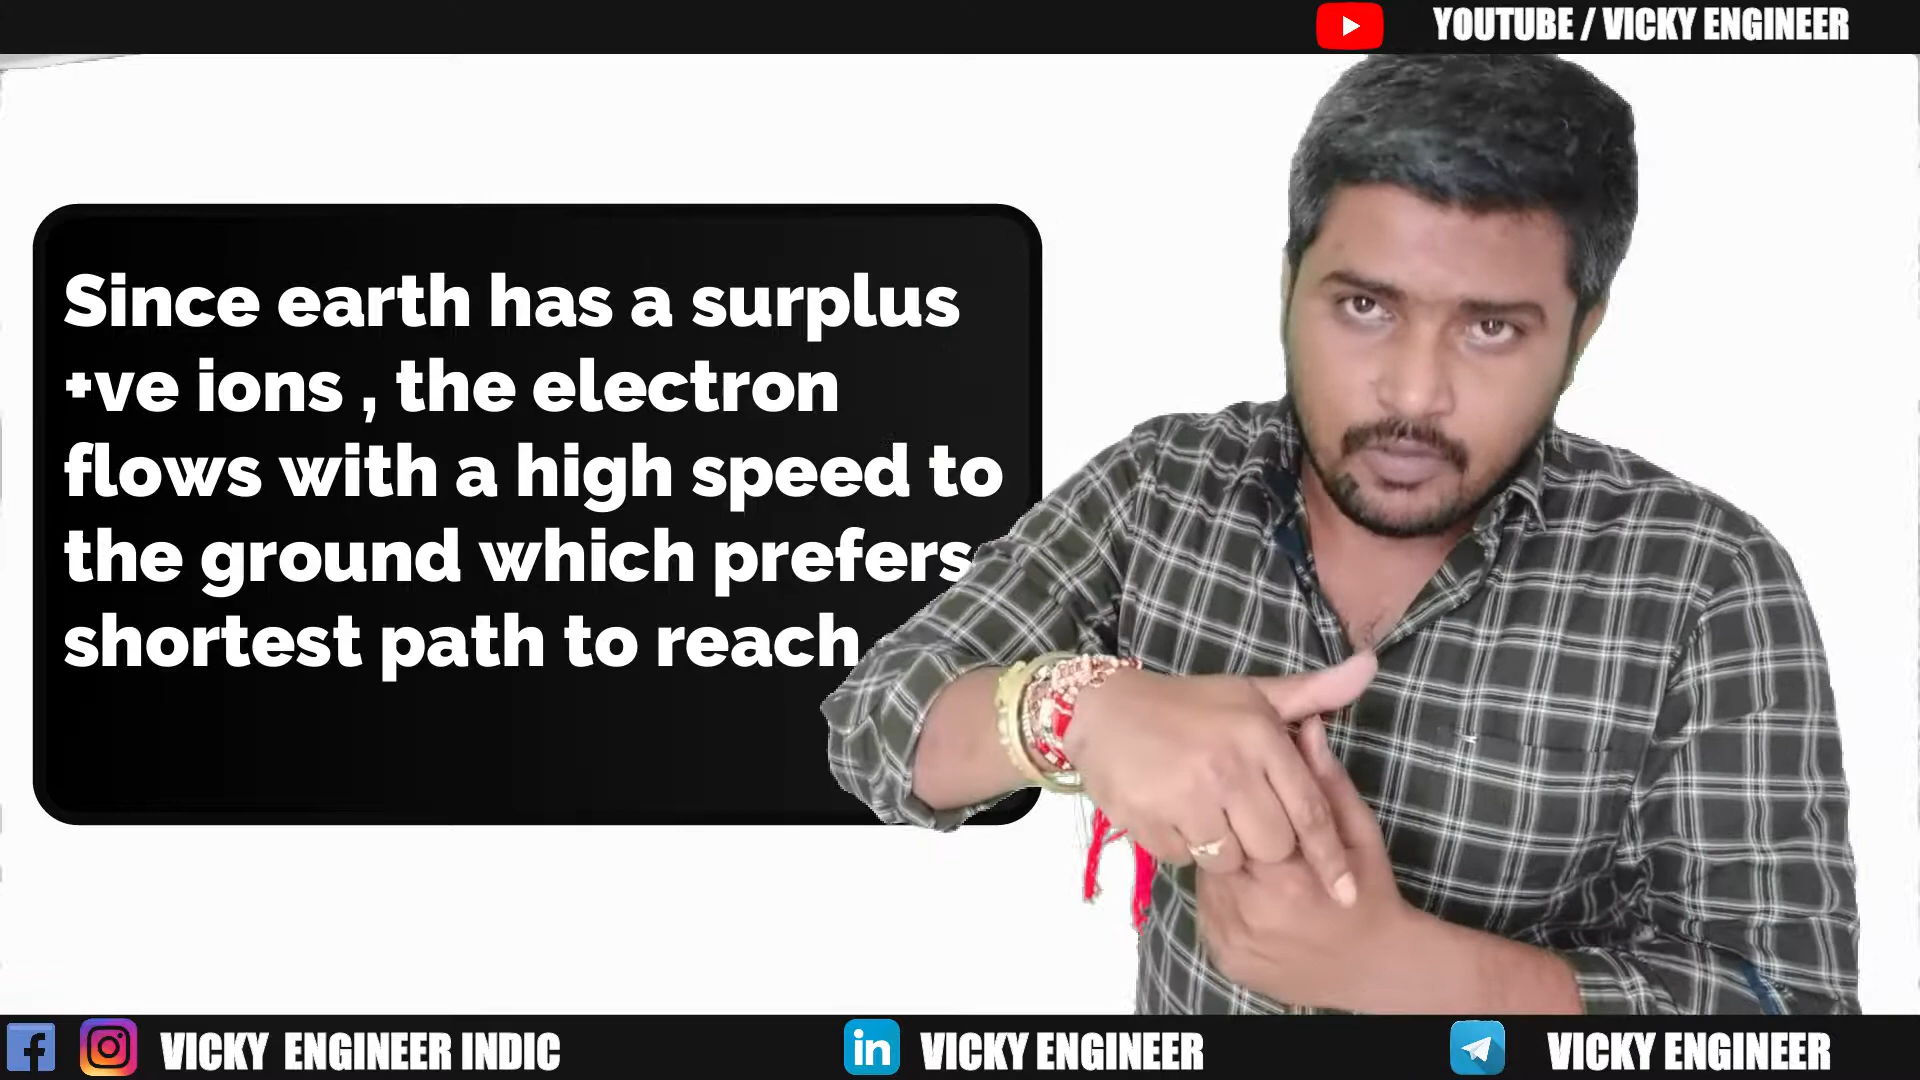 YOUTUBE / VICKY ENGINEER
Since earth has a surplus
+ve ions , the electron
flows with a high speed to
the ground which prefers
shortest path to reach
VICKY ENGINEER INDIC
VICKY ENGINEER
VICKY ENGINEER